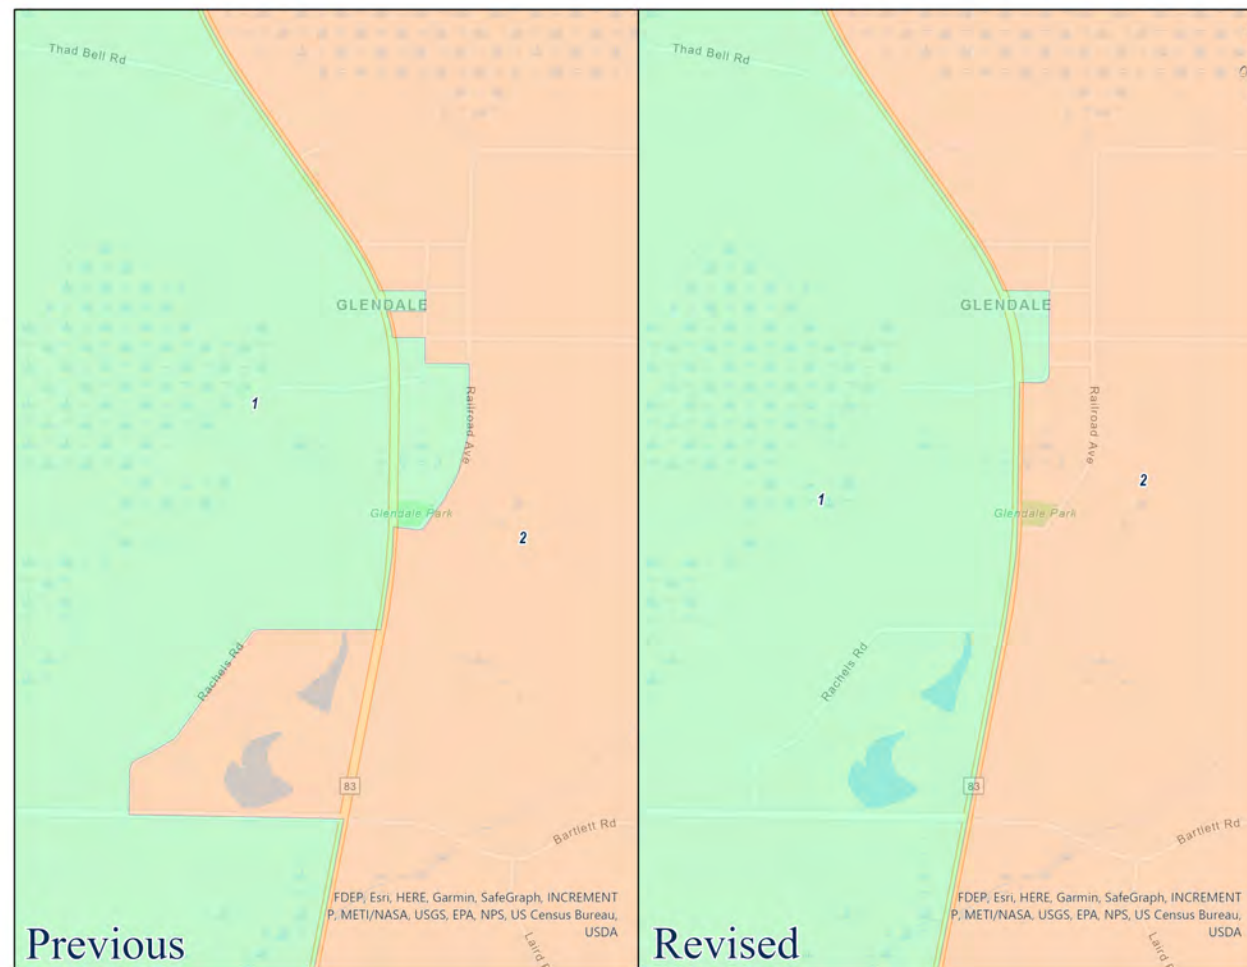 Thad Bell Rd
GLENDALE
1
Railroad Ave
Glendale Park
2
Rachels Rd
83
Bartlett Rd
FDEP, Esri, HERE, Garmin, SafeGraph, INCREMENT
P, METI/NASA, USGS, EPA, NPS, US Census Bureau,
USDA
Laird
Previous
Thad Bell Rd
GLENDALE
Railroad Ave
2
1
Glendale Park
Rachels Rd
83
Bartlett Rd
FDEP, Esri, HERE, Garmin, SafeGraph, INCREMENT
P, METI/NASA, USGS, EPA, NPS, US Census Bureau,
USDA
Laird
Revised